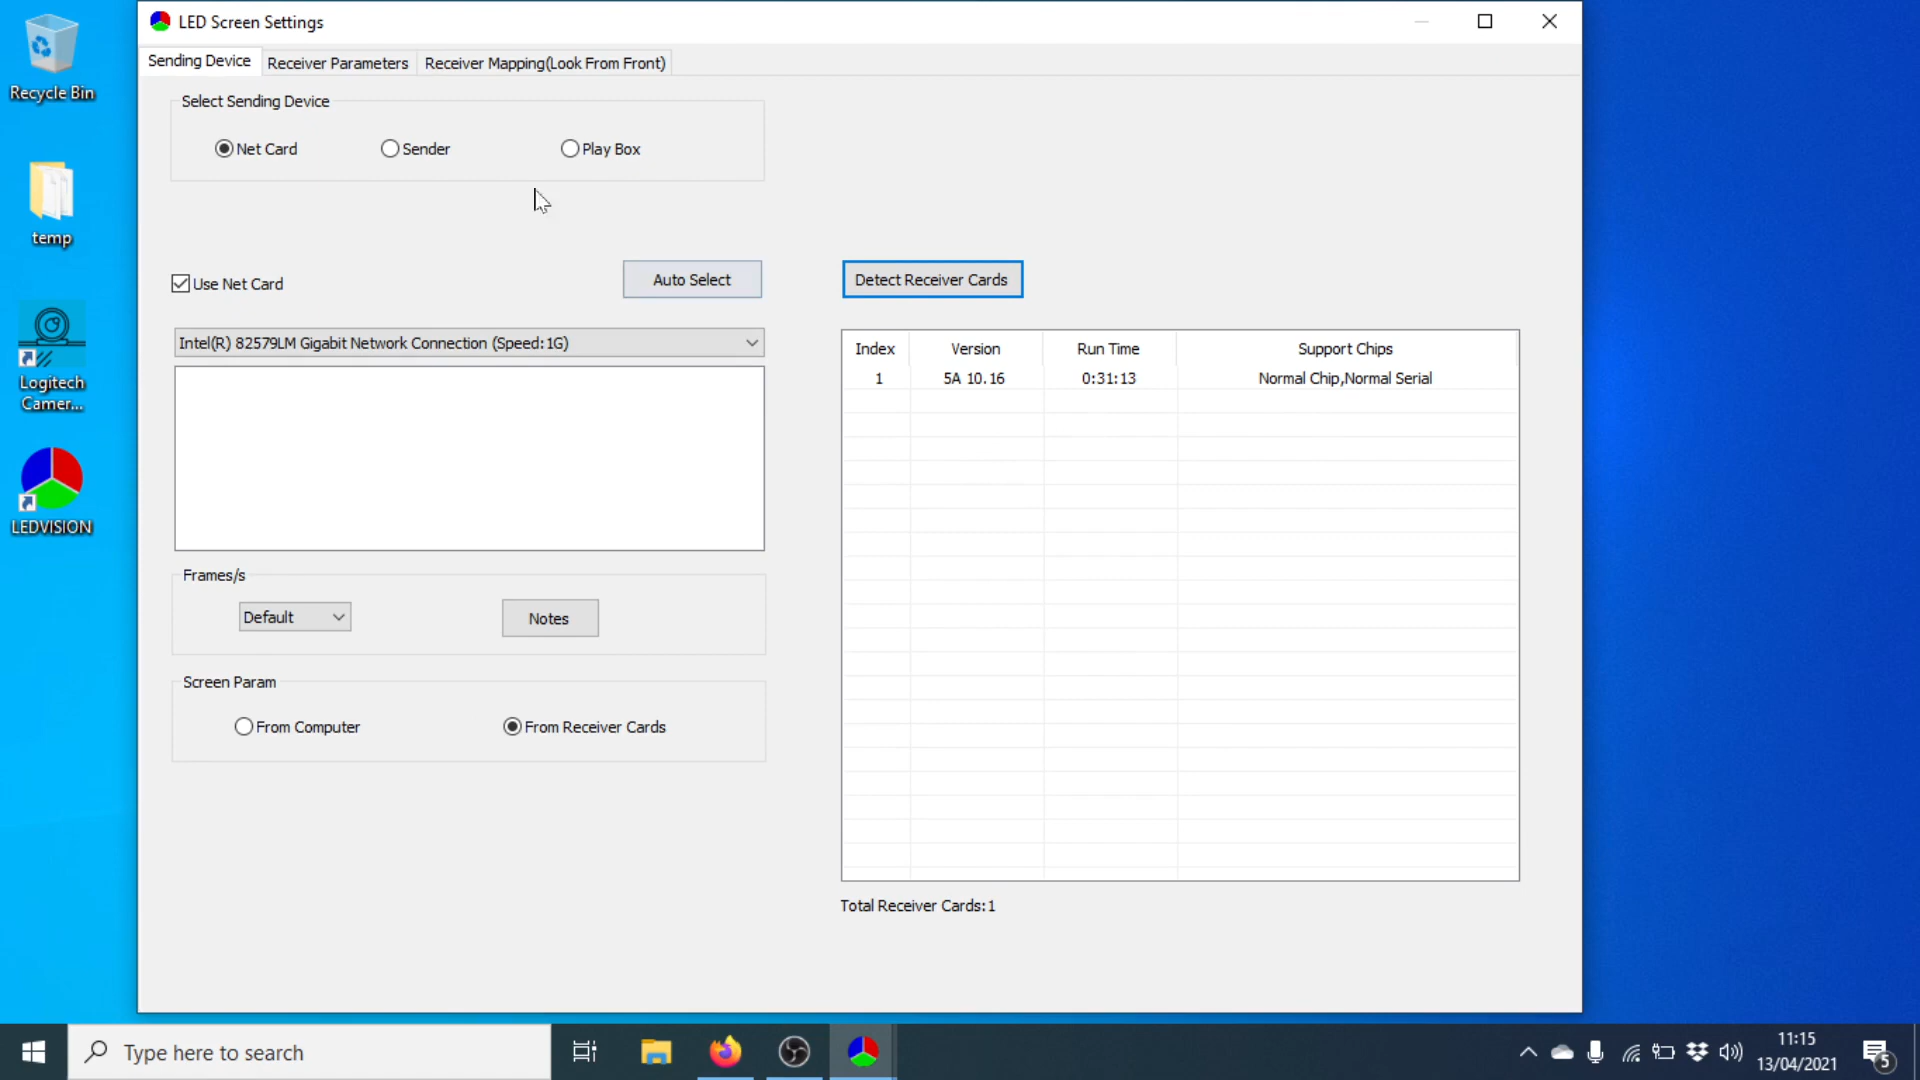 LED Screen Settings
Sending Device
Receiver Parameters
Receiver Mapping(Look From Front)
Select Sending Device
Net Card
Sender
Play Box
Use Net Card
Auto Select
Detect Receiver Cards
Intel(R) 82579LM Gigabit Network Connection (Speed:1G)
Index Version Run Time Support Chips
1 5A 10.16 0:31:13 Normal Chip,Normal Serial
Frames/s
Default
Notes
Screen Param
From Computer
From Receiver Cards
Total Receiver Cards:1
Recycle Bin
temp
Logitech
Camer...
LEDVISION
Type here to search
11:15
13/04/2021
5